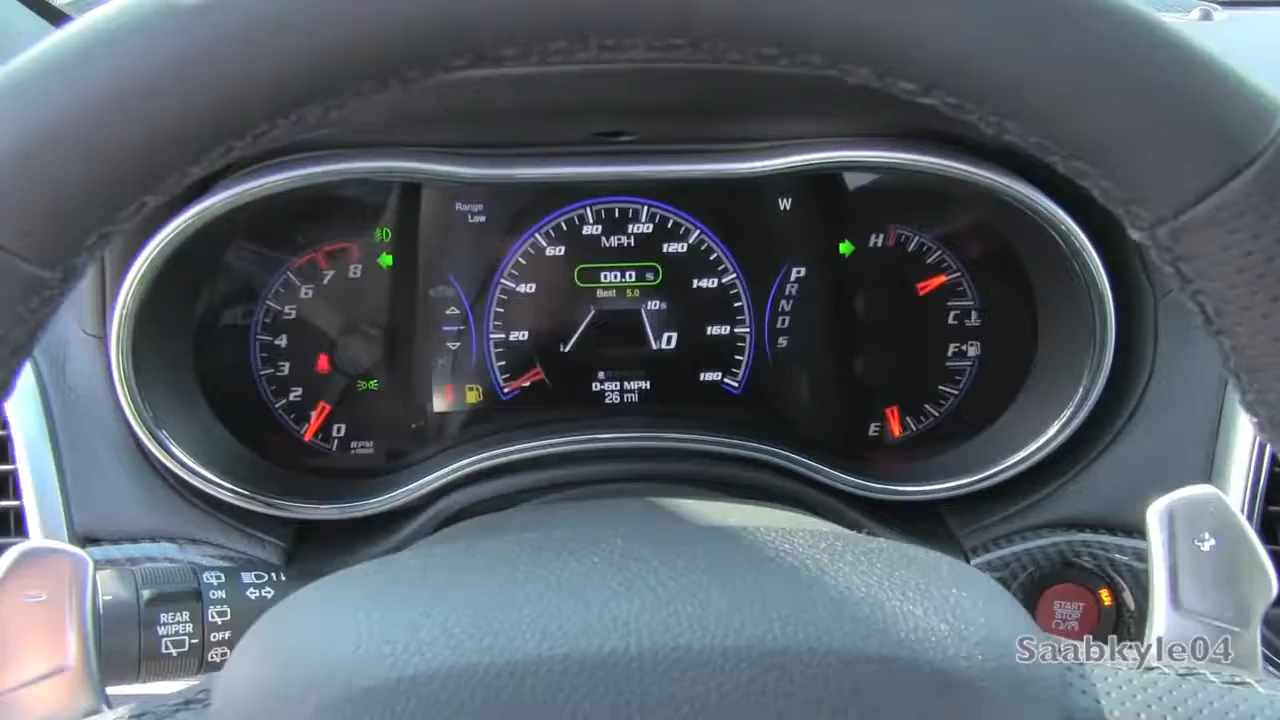 Range
Low
W
8
7
6
5
4
3
2
1
0
RPM
x1000
20
40
60
80
100
120
140
160
180
MPH
00.0 s
Best 5.0
10s
0
0-60 MPH
26 mi
P
R
N
D
S
H
C
F
E
REAR
WIPER
ON
OFF
START
STOP
RUN
+
Saabkyle04